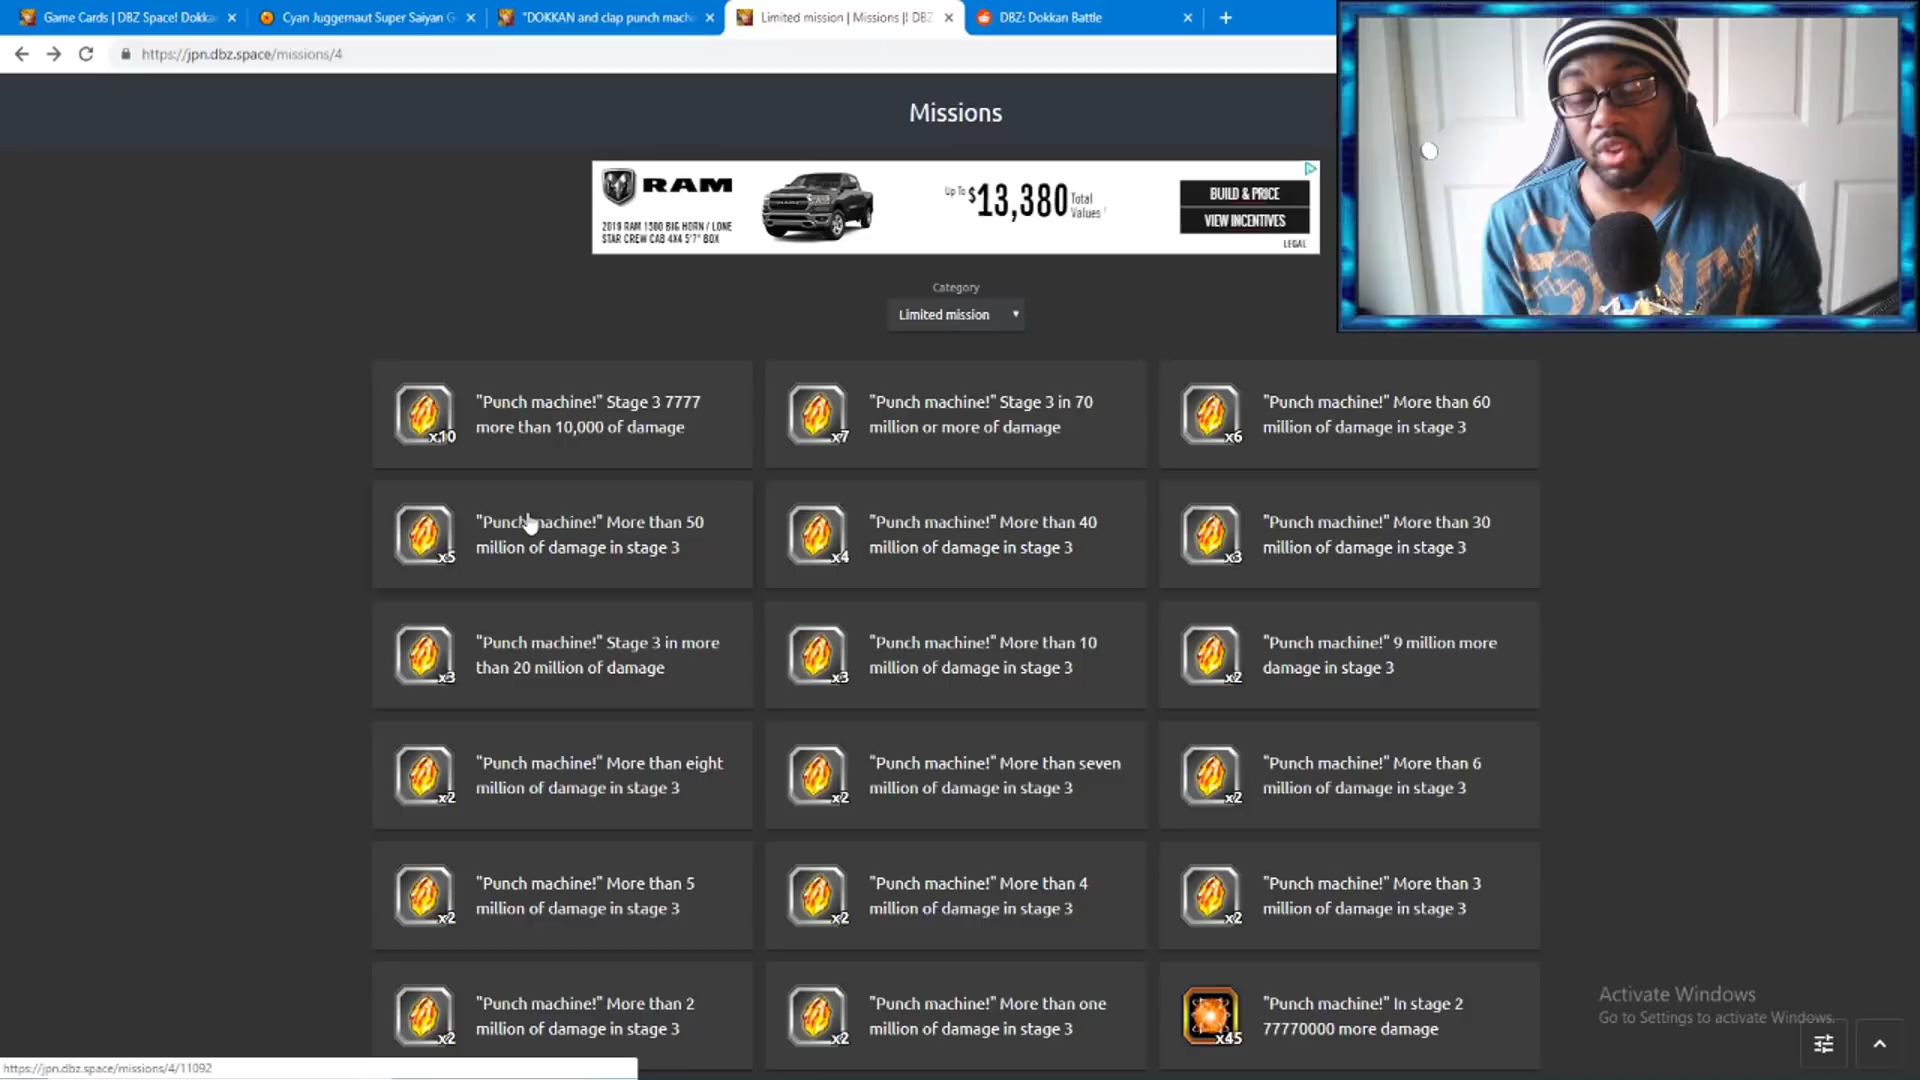 Game Cards | DBZ Space! Dokka
Cyan Juggernaut Super Saiyan G
"DOKKAN and clap punch mach
Limited mission | Missions |! DBZ
DBZ: Dokkan Battle
https://jpn.dbz.space/missions/4
Missions
RAM
2019 RAM 1500 BIG HORN / LONE
STAR CREW CAB 4X4 5'7" BOX
Up To $13,380 Total Values
BUILD & PRICE
VIEW INCENTIVES
LEGAL
Category
Limited mission
"Punch machine!" Stage 3 7777
more than 10,000 of damage
x10
"Punch machine!" Stage 3 in 70
million or more of damage
x7
"Punch machine!" More than 60
million of damage in stage 3
x6
"Punch machine!" More than 50
million of damage in stage 3
x5
"Punch machine!" More than 40
million of damage in stage 3
x4
"Punch machine!" More than 30
million of damage in stage 3
x3
"Punch machine!" Stage 3 in more
than 20 million of damage
x3
"Punch machine!" More than 10
million of damage in stage 3
x3
"Punch machine!" 9 million more
damage in stage 3
x2
"Punch machine!" More than eight
million of damage in stage 3
x2
"Punch machine!" More than seven
million of damage in stage 3
x2
"Punch machine!" More than 6
million of damage in stage 3
x2
"Punch machine!" More than 5
million of damage in stage 3
x2
"Punch machine!" More than 4
million of damage in stage 3
x2
"Punch machine!" More than 3
million of damage in stage 3
x2
"Punch machine!" More than 2
million of damage in stage 3
x2
"Punch machine!" More than one
million of damage in stage 3
x2
"Punch machine!" In stage 2
77770000 more damage
x45
Activate Windows
Go to Settings to activate Windows.
https://jpn.dbz.space/missions/4/11092